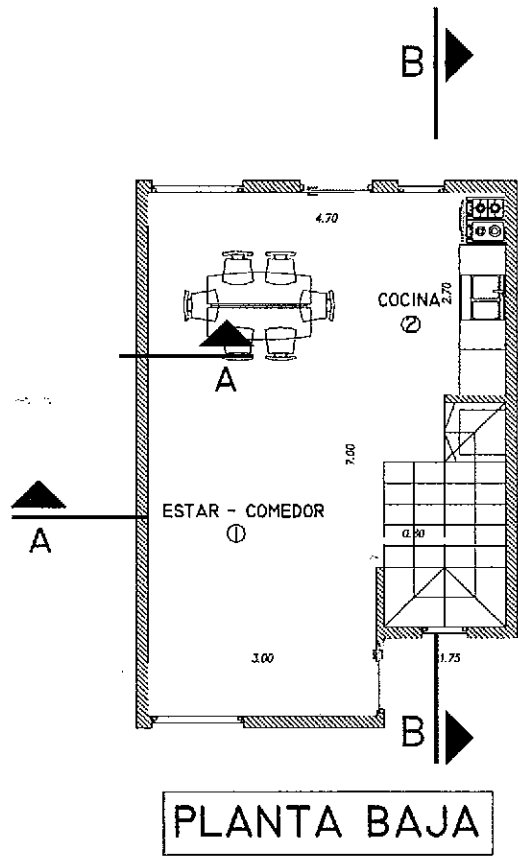 B
4.70
COCINA
2.70
2
A
7.00
ESTAR - COMEDOR
1
A
0.80
3.00
1.75
B
PLANTA BAJA